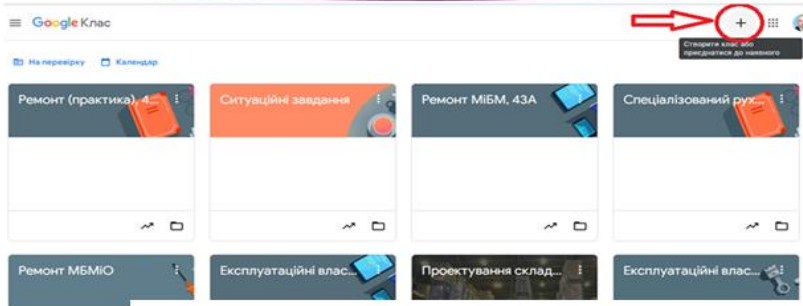 Google Клас
Створити клас або
приєднатися до наявного
На перевірку
Календар
Ремонт (практика), 4...
Ситуаційні завдання
Ремонт МіБМ, 43А
Спеціалізований рух...
Ремонт МБМіО
Експлуатаційні влас...
Проектування склад...
Експлуатаційні влас...